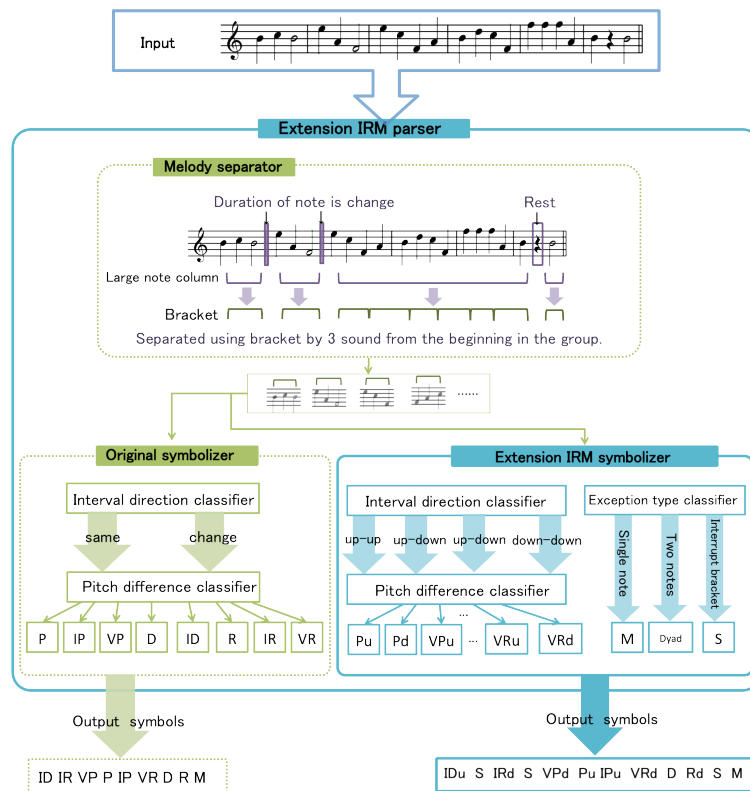 Input
Extension IRM parser
Melody separator
Duration of note is change
Rest
Large note column
Bracket
Separated using bracket by 3 sound from the beginning in the group.
......
Original symbolizer
Interval direction classifier
same change
Pitch difference classifier
P IP VP D ID R IR VR
Extension IRM symbolizer
Interval direction classifier
up-up up-down up-down down-down
Pitch difference classifier
...
Pu Pd VPu ... VRu VRd
Exception type classifier
Single note
Two notes
Interrupt bracket
M Dyad S
Output symbols
ID IR VP P IP VR D R M
Output symbols
IDu S IRd S VPd Pu IPu VRd D Rd S M